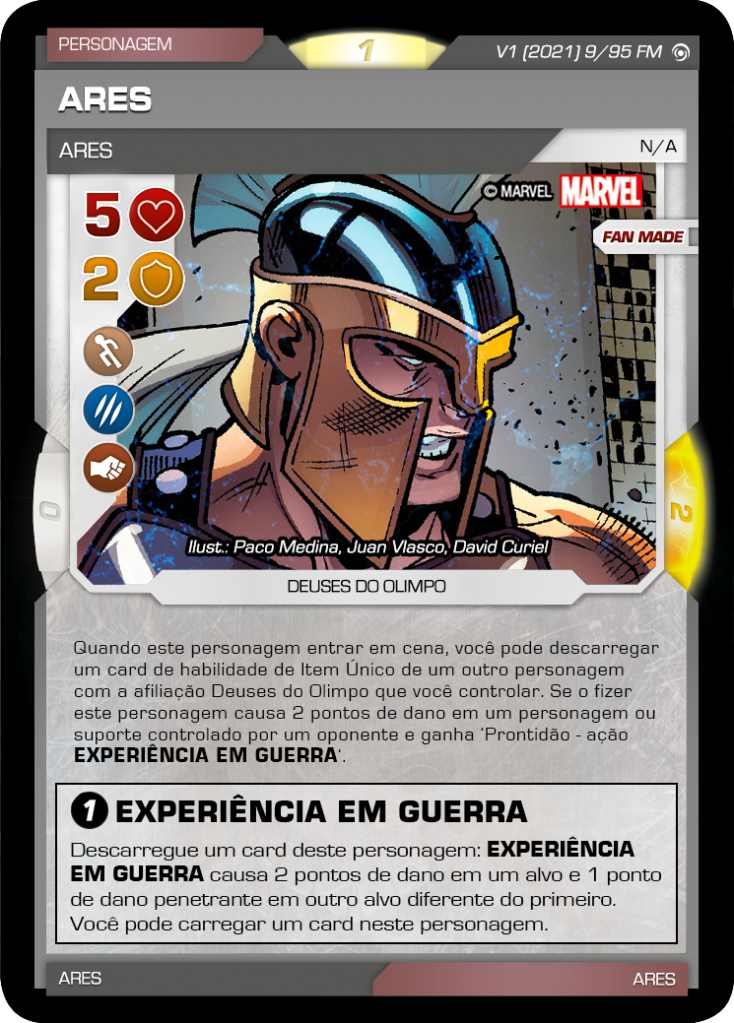 PERSONAGEM
1
V1 (2021) 9/95 FM
ARES
ARES
N/A
© MARVEL MARVEL
5
FAN MADE
2
0
2
Ilust.: Paco Medina, Juan Vlasco, David Curiel
DEUSES DO OLIMPO
Quando este personagem entrar em cena, você pode descarregar
um card de habilidade de Item Único de um outro personagem
com a afiliação Deuses do Olimpo que você controlar. Se o fizer
este personagem causa 2 pontos de dano em um personagem ou
suporte controlado por um oponente e ganha 'Prontidão - ação
EXPERIÊNCIA EM GUERRA'.
1 EXPERIÊNCIA EM GUERRA
Descarregue um card deste personagem: EXPERIÊNCIA
EM GUERRA causa 2 pontos de dano em um alvo e 1 ponto
de dano penetrante em outro alvo diferente do primeiro.
Você pode carregar um card neste personagem.
ARES
ARES